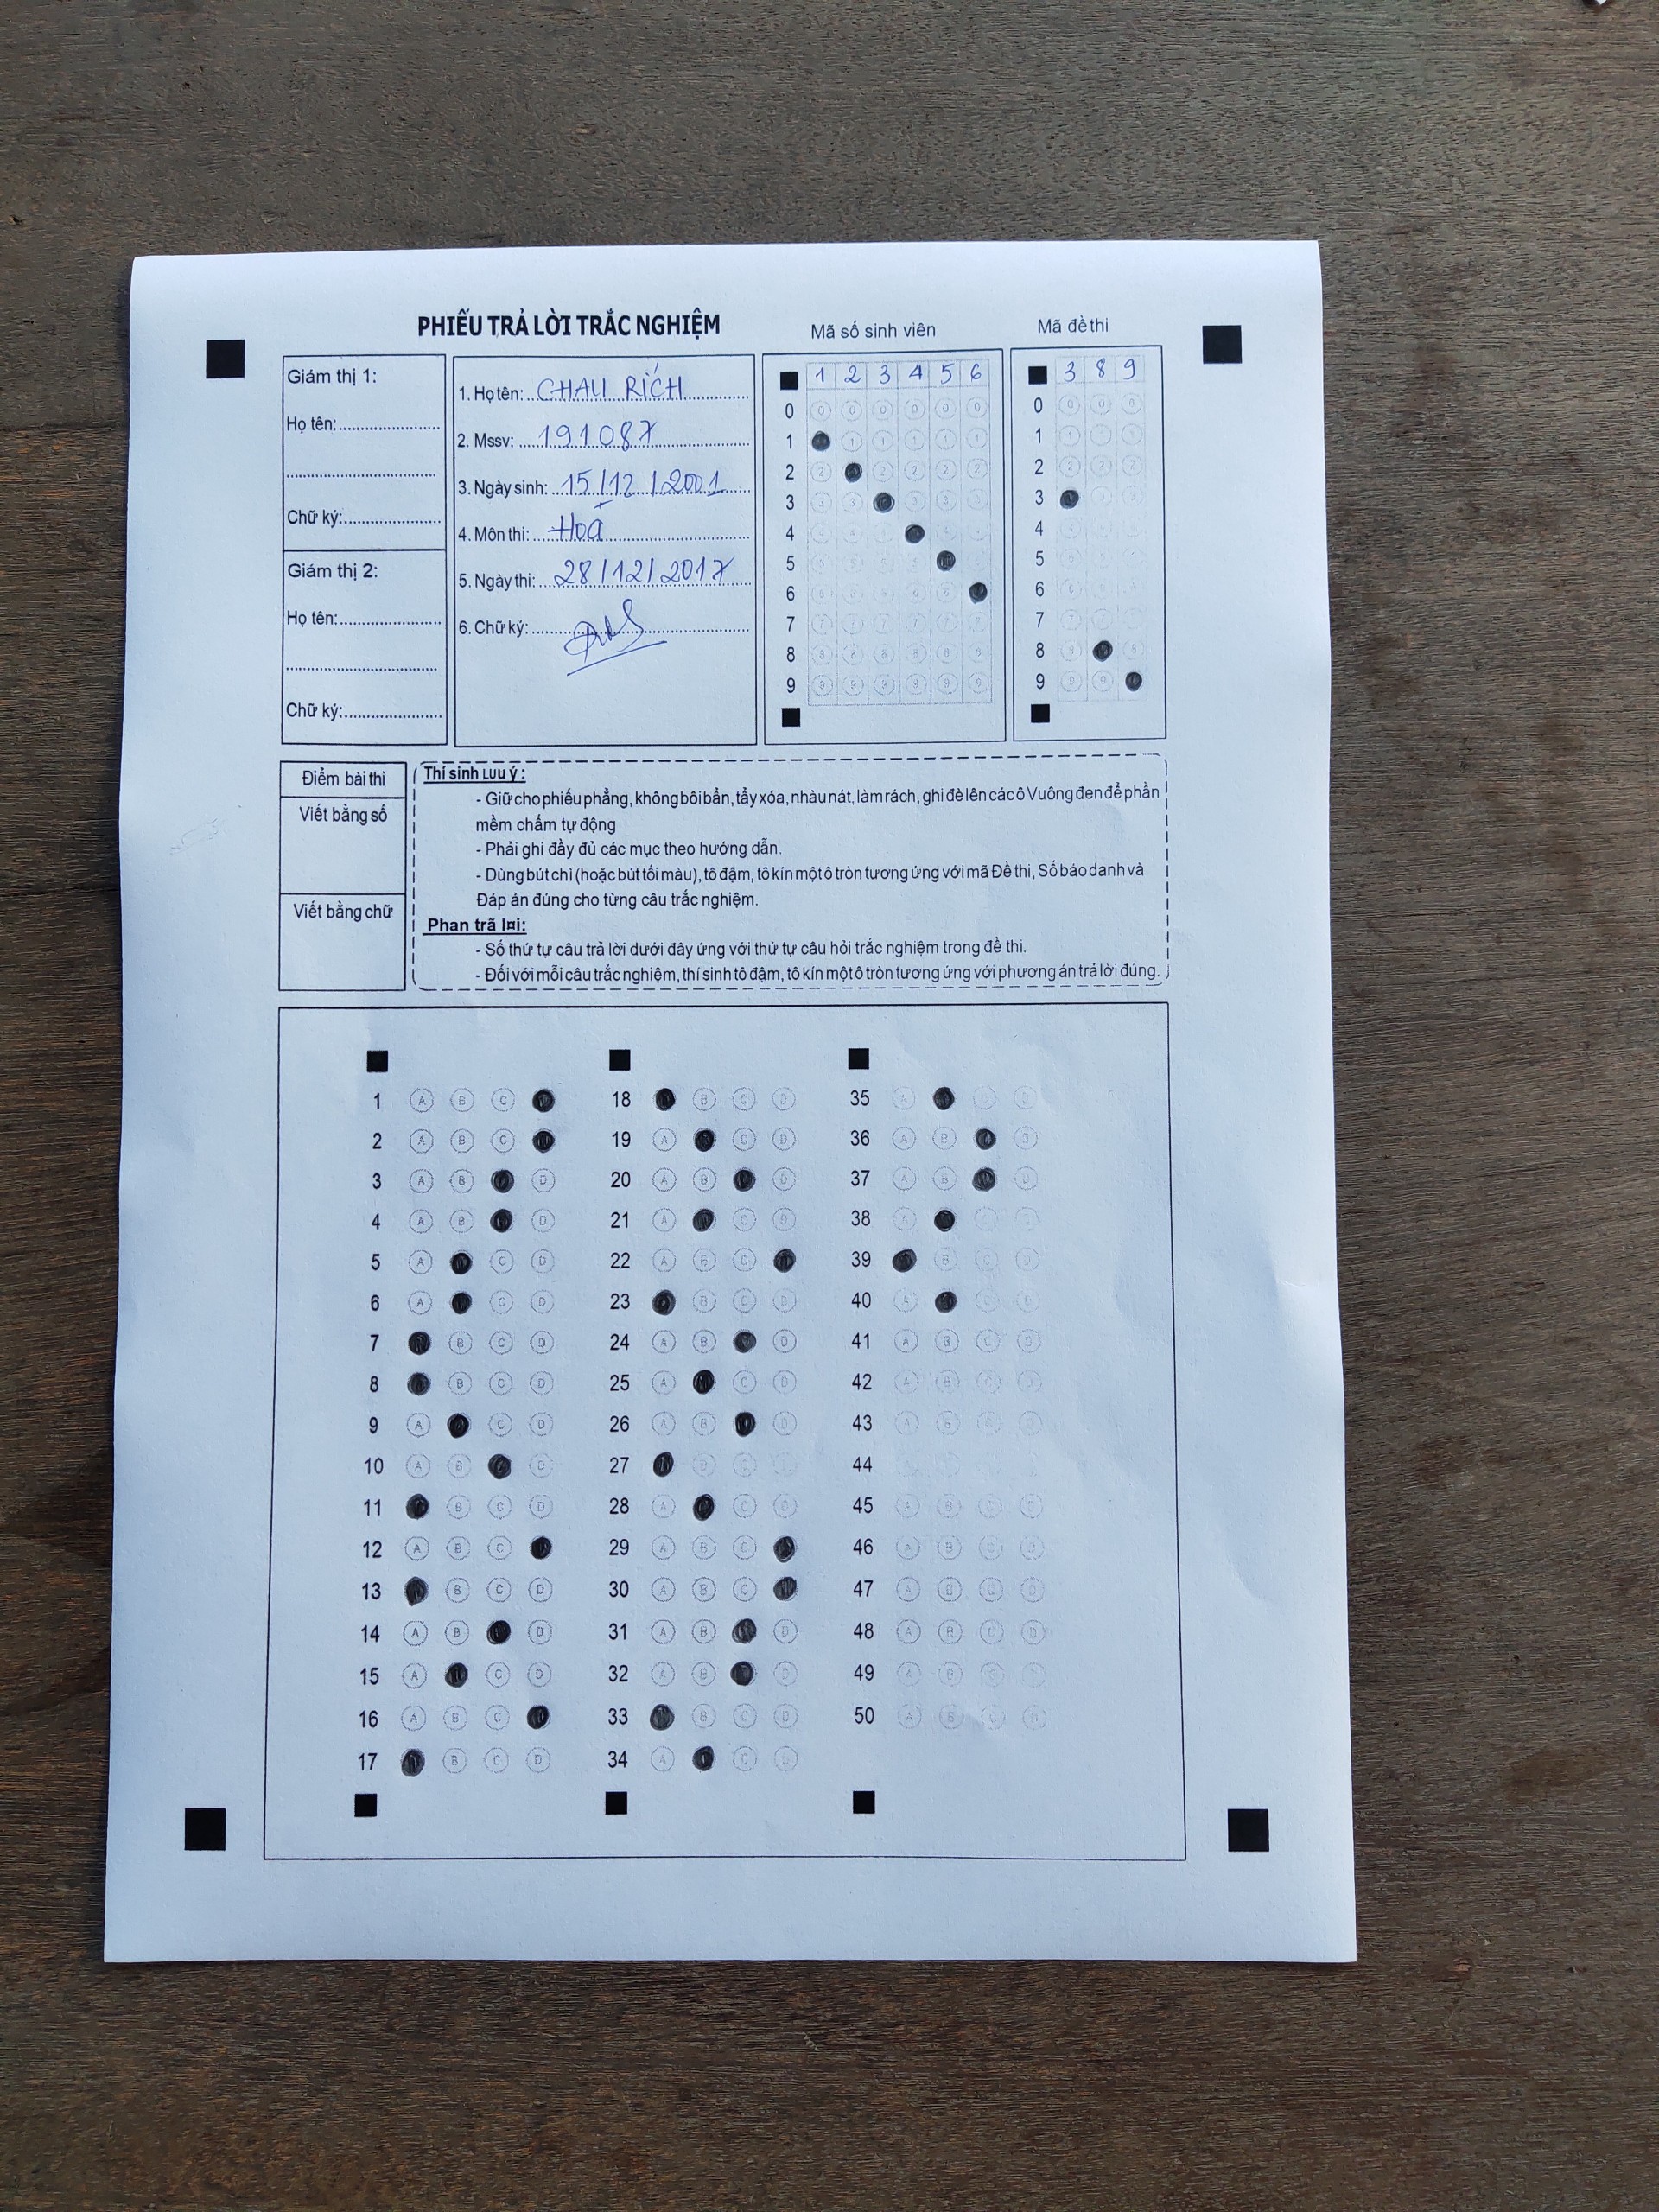 PHIẾU TRẢ LỜI TRẮC NGHIỆM
Mã số sinh viên
Mã đề thi
Giám thị 1:
Họ tên:
Chữ ký:
Giám thị 2:
Họ tên:
Chữ ký:
1. Họ tên: CHAU RÍCH
2. Mssv: 191087
3. Ngày sinh: 15/12/2001
4. Môn thi: Hoá
5. Ngày thi: 28/12/2017
6. Chữ ký:
1 2 3 4 5 6
0
1
2
3
4
5
6
7
8
9
3 8 9
0
1
2
3
4
5
6
7
8
9
Điểm bài thi
Viết bằng số
Viết bằng chữ
Thí sinh Lưu ý :
- Giữ cho phiếu phẳng, không bôi bẩn, tẩy xóa, nhàu nát, làm rách, ghi đè lên các ô Vuông đen để phần
mềm chấm tự động
- Phải ghi đầy đủ các mục theo hướng dẫn.
- Dùng bút chì (hoặc bút tối màu), tô đậm, tô kín một ô tròn tương ứng với mã Đề thi, Số báo danh và
Đáp án đúng cho từng câu trắc nghiệm.
Phan trã l¤i:
- Số thứ tự câu trả lời dưới đây ứng với thứ tự câu hỏi trắc nghiệm trong đề thi.
- Đối với mỗi câu trắc nghiệm, thí sinh tô đậm, tô kín một ô tròn tương ứng với phương án trả lời đúng.
1 A B C
2 A B C
3 A B D
4 A B D
5 A C D
6 A C D
7 B C D
8 B C D
9 A C D
10 A B D
11 B C D
12 A B C
13 B C D
14 A B D
15 A C D
16 A B C
17 B C D
18 B C D
19 A C D
20 A B D
21 A C D
22 A B C
23 B C D
24 A B D
25 A C D
26 A B D
27 B C
28 A C D
29 A B C
30 A B C
31 A B D
32 A B D
33 B C D
34 A C D
35 A C D
36 A B D
37 A B D
38 A
39 B C D
40 A C D
41 A B C D
42 A B C D
43 A B C D
44
45 A B C D
46 A B C D
47 A B C D
48 A B C D
49 A B C
50 A B C D